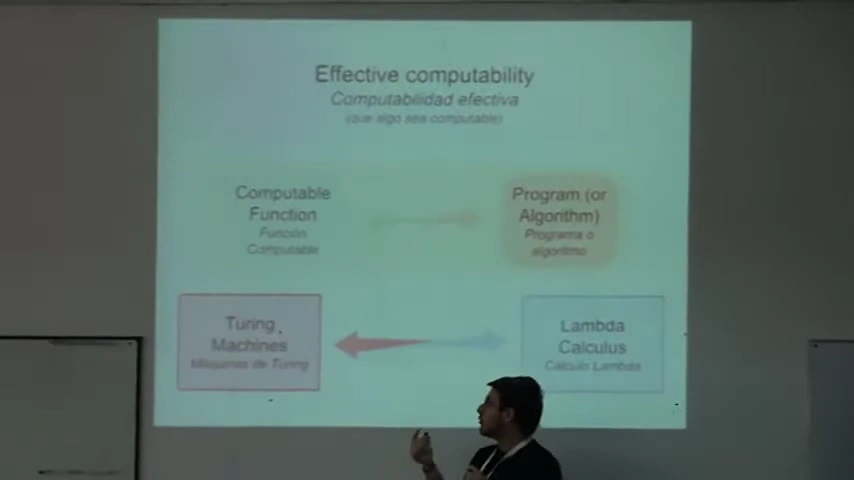 Effective computability
Computabilidad efectiva
(que algo sea computable)
Computable
Function
Función
Computable
Program (or
Algorithm)
Programa o
algoritmo
Turing
Machines
Máquinas de Turing
Lambda
Calculus
Cálculo Lambda